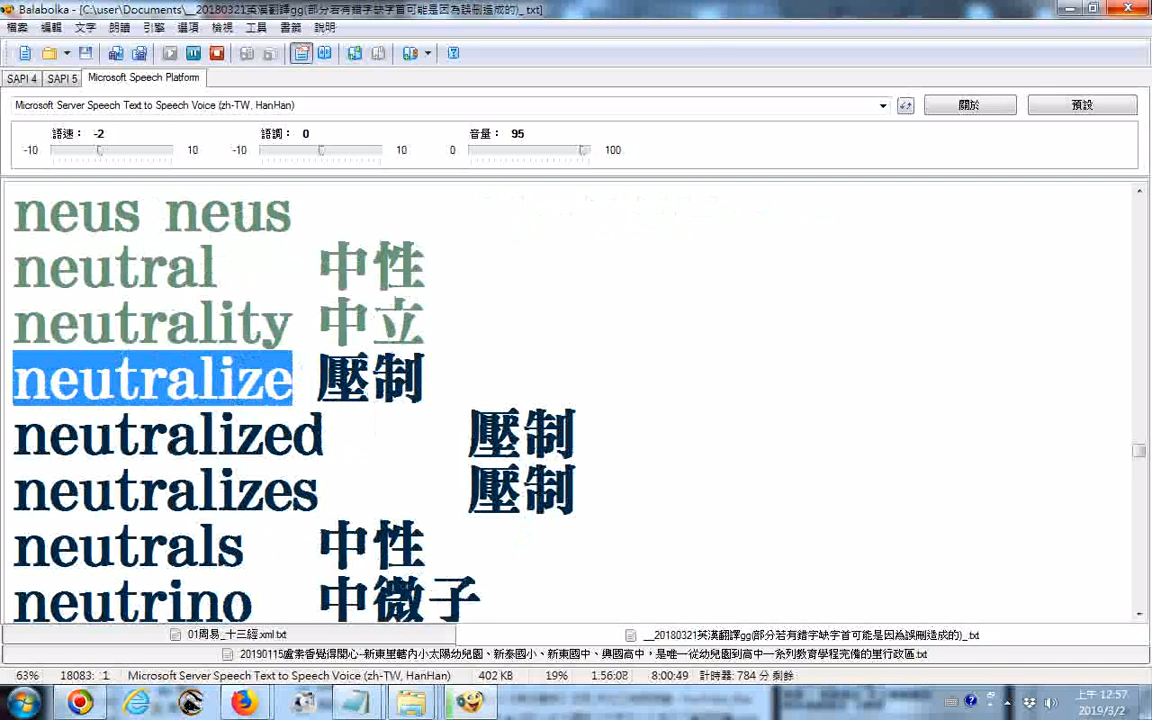 Balabolka - [C:\user\Documents\__20180321英漢翻譯gg(部分若有錯字缺字首可能是因為誤刪造成的)_.txt]
檔案 編輯 文字 朗讀 引擎 選項 檢視 工具 書籤 說明
SAPI 4 SAPI 5 Microsoft Speech Platform
Microsoft Server Speech Text to Speech Voice (zh-TW, HanHan) 關於 預設
語速： -2 語調： 0 音量： 95
-10 10 -10 10 0 100
neus neus
neutral 中性
neutrality 中立
neutralize 壓制
neutralized 壓制
neutralizes 壓制
neutrals 中性
neutrino 中微子
01周易_十三經.xml.txt __20180321英漢翻譯gg(部分若有錯字缺字首可能是因為誤刪造成的)_.txt
20190115盧素香覺得開心--新東里轄內小太陽幼兒園、新泰國小、新東國中、興國高中，是唯一從幼兒園到高中一系列教育學程完備的里行政區.txt
63% 18083: 1 Microsoft Server Speech Text to Speech Voice (zh-TW, HanHan) 402 KB 19% 1:56:08 8:00:49 計時器: 784 分 剩餘
上午 12:57
2019/3/2